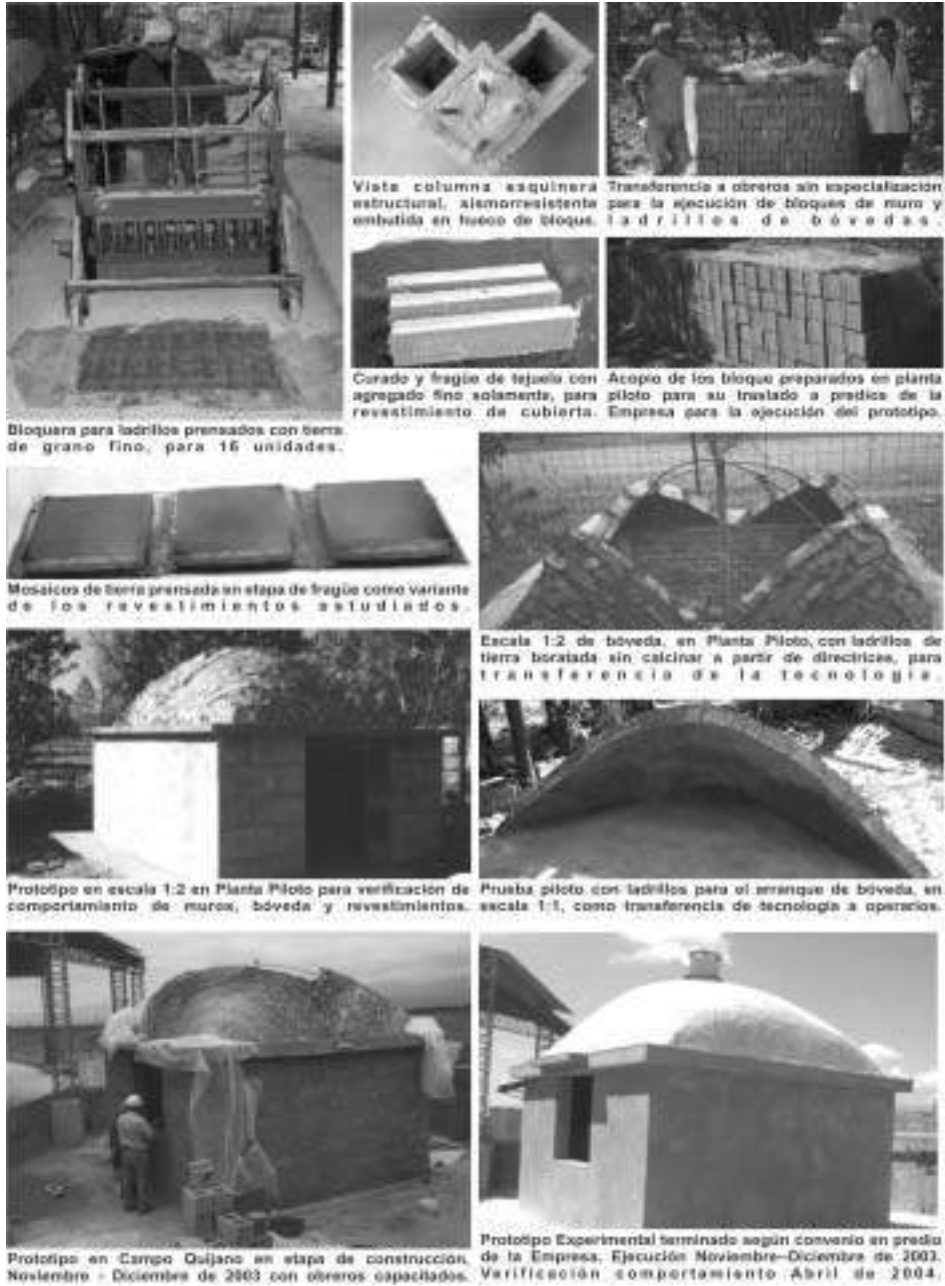 Vista columna esquinera
estructural, sismorresistente
embutida en hueco de bloque.
Transferencia a obreros sin especialización
para la ejecución de bloques de muro y
ladrillos de bóvedas.
Curado y fragüe de tejuela con
agregado fino solamente, para
revestimiento de cubierta.
Acopio de los bloque preparados en planta
piloto para su traslado a predios de la
Empresa para la ejecución del prototipo.
Bloquera para ladrillos prensados con tierra
de grano fino, para 16 unidades.
Mosaicos de tierra prensada en etapa de fragüe como variante
de los revestimientos estudiados.
Escala 1:2 de bóveda, en Planta Piloto, con ladrillos de
tierra boratada sin calcinar a partir de directrices, para
transferencia de la tecnología.
Prototipo en escala 1:2 en Planta Piloto para verificación de
comportamiento de muros, bóveda y revestimientos.
Prueba piloto con ladrillos para el arranque de bóveda, en
escala 1:1, como transferencia de tecnología a operarios.
Prototipo en Campo Quijano en etapa de construcción,
Noviembre - Diciembre de 2003 con obreros capacitados.
Prototipo Experimental terminado según convenio en predio
de la Empresa. Ejecución Noviembre-Diciembre de 2003.
Verificación comportamiento Abril de 2004.